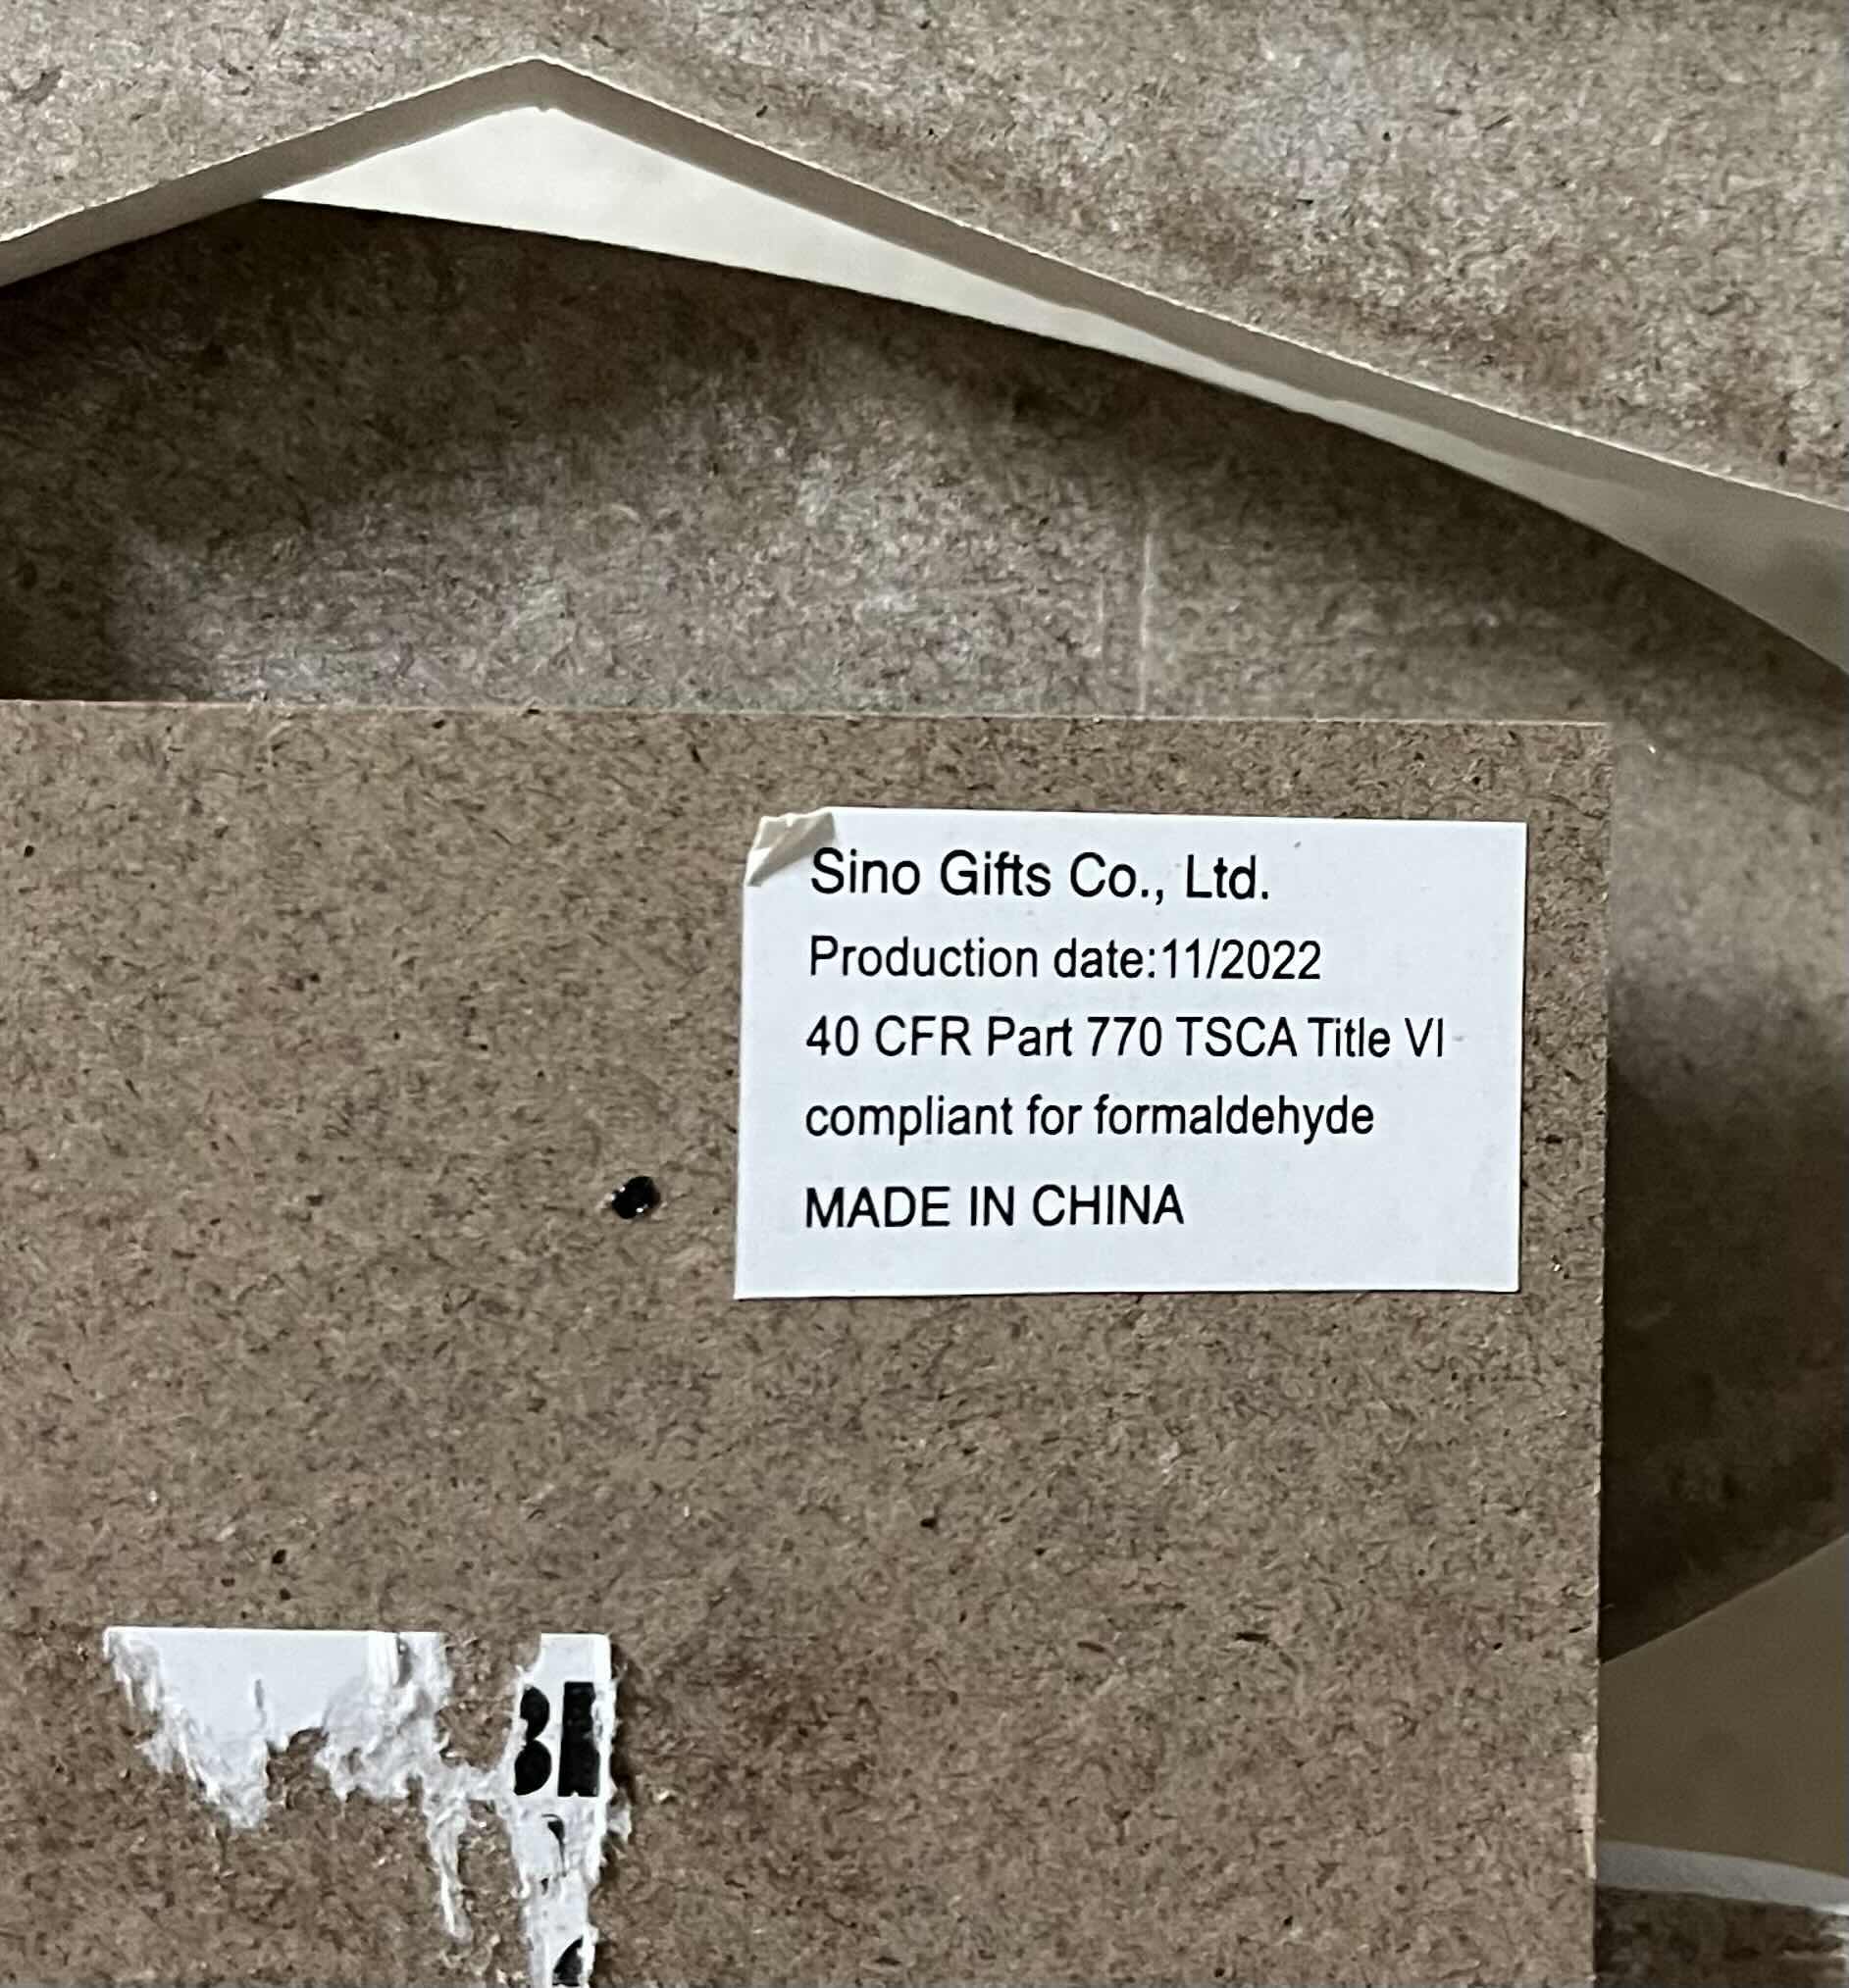 Sino Gifts Co., Ltd.
Production date:11/2022
40 CFR Part 770 TSCA Title VI
compliant for formaldehyde
MADE IN CHINA